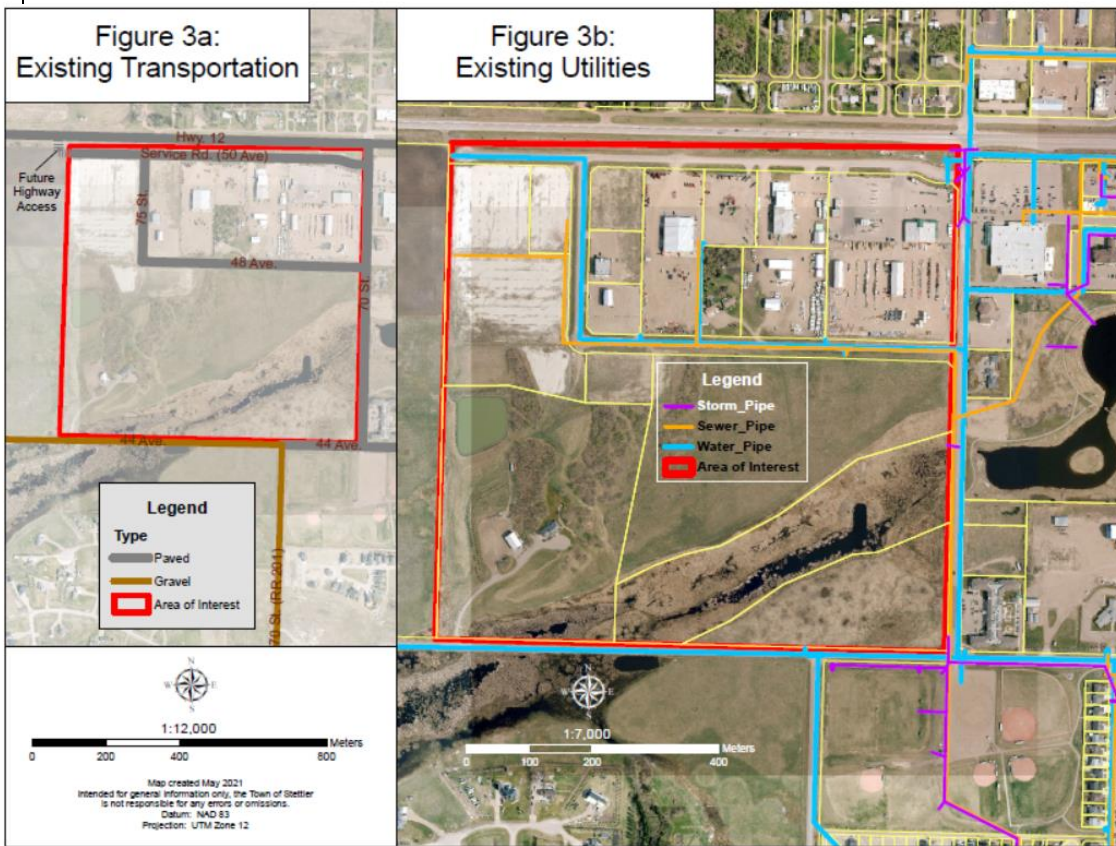 Figure 3a:
Existing Transportation
Hwy. 12
Service Rd. (50 Ave)
Future
Highway
Access
75 St.
48 Ave.
70 St.
44 Ave.
44 Ave.
70 St (RR 201)
Legend
Type
Paved
Gravel
Area of Interest
N
W
E
S
1:12,000
Meters
0
200
400
600
Map created May 2021
Intended for general information only, the Town of Stettler
is not responsible for any errors or omissions.
Datum: NAD 83
Projection: UTM Zone 12
Figure 3b:
Existing Utilities
Legend
Storm_Pipe
Sewer_Pipe
Water_Pipe
Area of Interest
N
W
E
S
1:7,000
Meters
0
100
200
400